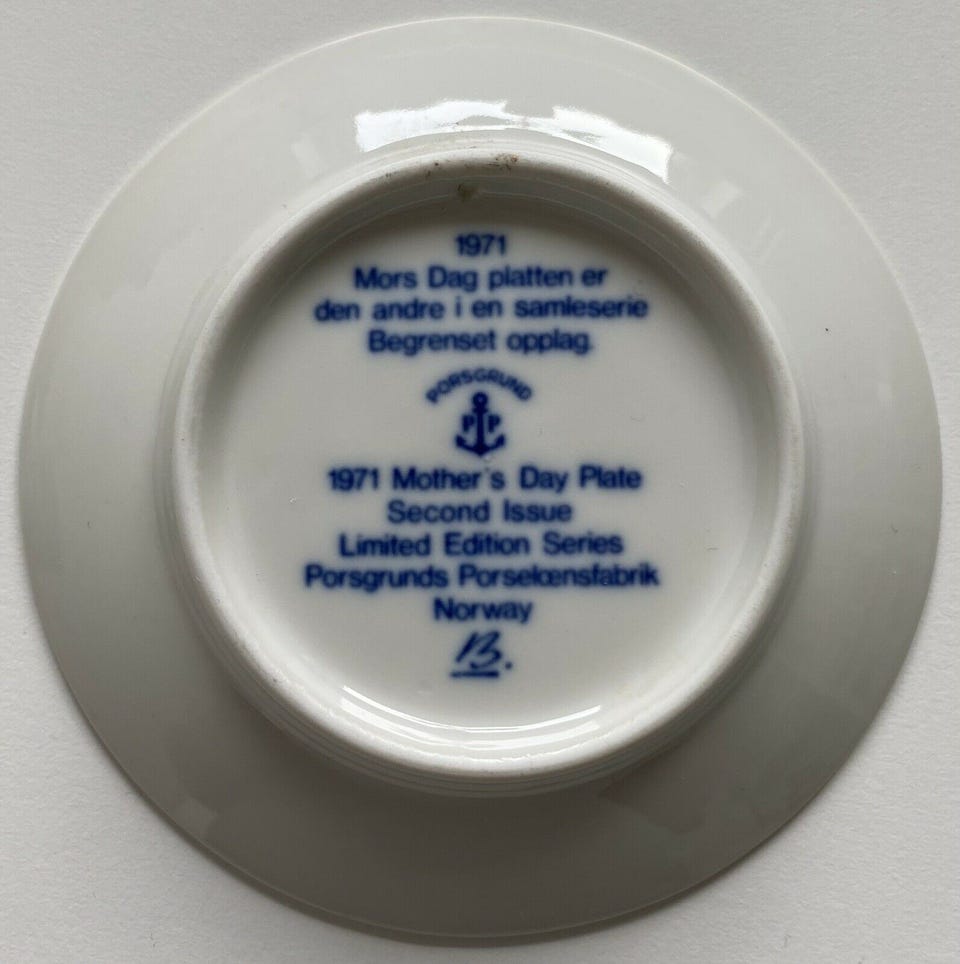 1971
Mors Dag platten er
den andre i en samleserie
Begrenset opplag.
PORSGRUND
P P
1971 Mother's Day Plate
Second Issue
Limited Edition Series
Porsgrunds Porselænsfabrik
Norway
B.